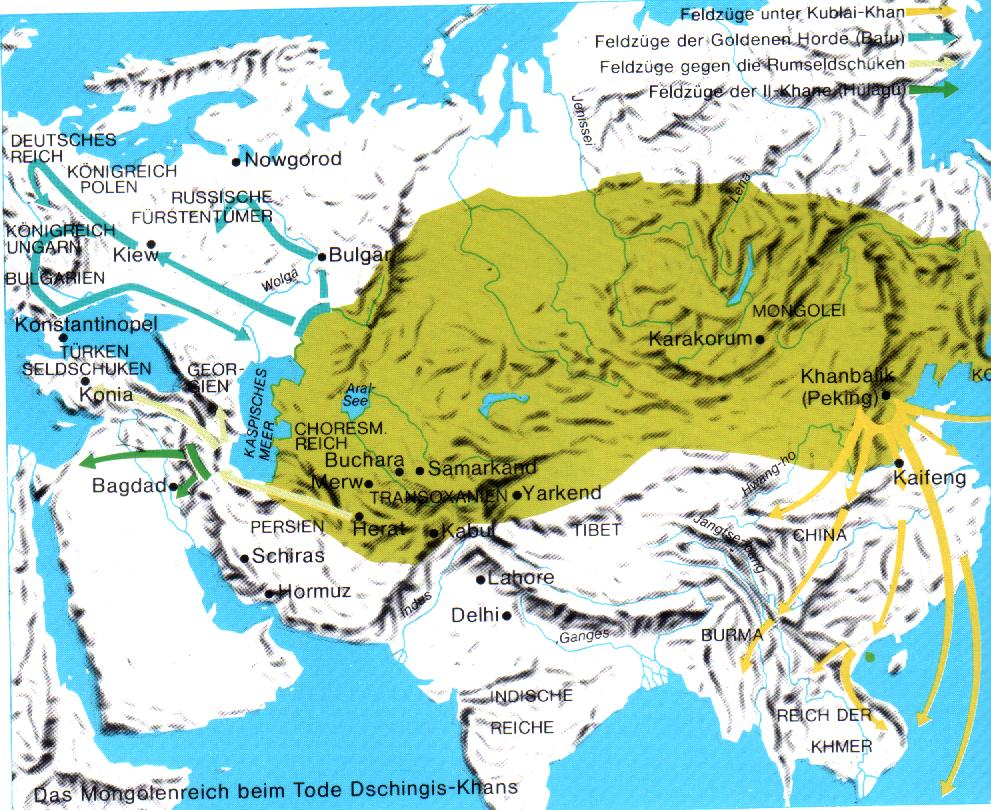 Feldzüge unter Kublai-Khan
Feldzüge der Goldenen Horde (Batu)
Feldzüge gegen die Rumseldschuken
Feldzüge der Il-Khane (Hülagü)
Jenissei
Lena
DEUTSCHES
REICH
KÖNIGREICH
POLEN
Nowgorod
RUSSISCHE
FÜRSTENTÜMER
KÖNIGREICH
UNGARN
Kiew
Bulgar
Wolga
BULGARIEN
Konstantinopel
TÜRKEN
SELDSCHUKEN
Konia
GEOR-
SIEN
KASPISCHES
MEER
Aral-
See
MONGOLEI
Karakorum
Khanbalik
(Peking)
KO
CHORESM.
REICH
Buchara
Samarkand
Merw
TRANSOXANIEN
Yarkend
Hwang-ho
Kaifeng
Bagdad
PERSIEN
Herat
Kabul
TIBET
Jangtsekiang
CHINA
Schiras
Hormuz
Indus
Lahore
Delhi
Ganges
BURMA
INDISCHE
REICHE
REICH DER
KHMER
Das Mongolenreich beim Tode Dschingis-Khans